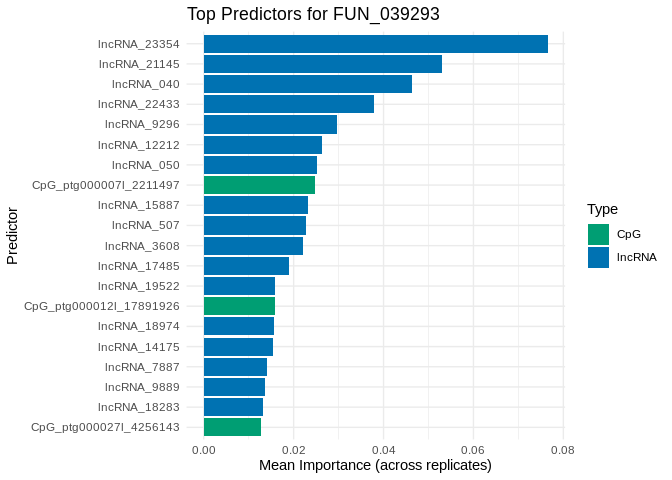 Top Predictors for FUN_039293
Predictor
lncRNA_23354
lncRNA_21145
lncRNA_040
lncRNA_22433
lncRNA_9296
lncRNA_12212
lncRNA_050
CpG_ptg000007l_2211497
lncRNA_15887
lncRNA_507
lncRNA_3608
lncRNA_17485
lncRNA_19522
CpG_ptg000012l_17891926
lncRNA_18974
lncRNA_14175
lncRNA_7887
lncRNA_9889
lncRNA_18283
CpG_ptg000027l_4256143
0.00 0.02 0.04 0.06 0.08
Mean Importance (across replicates)
Type
CpG
lncRNA